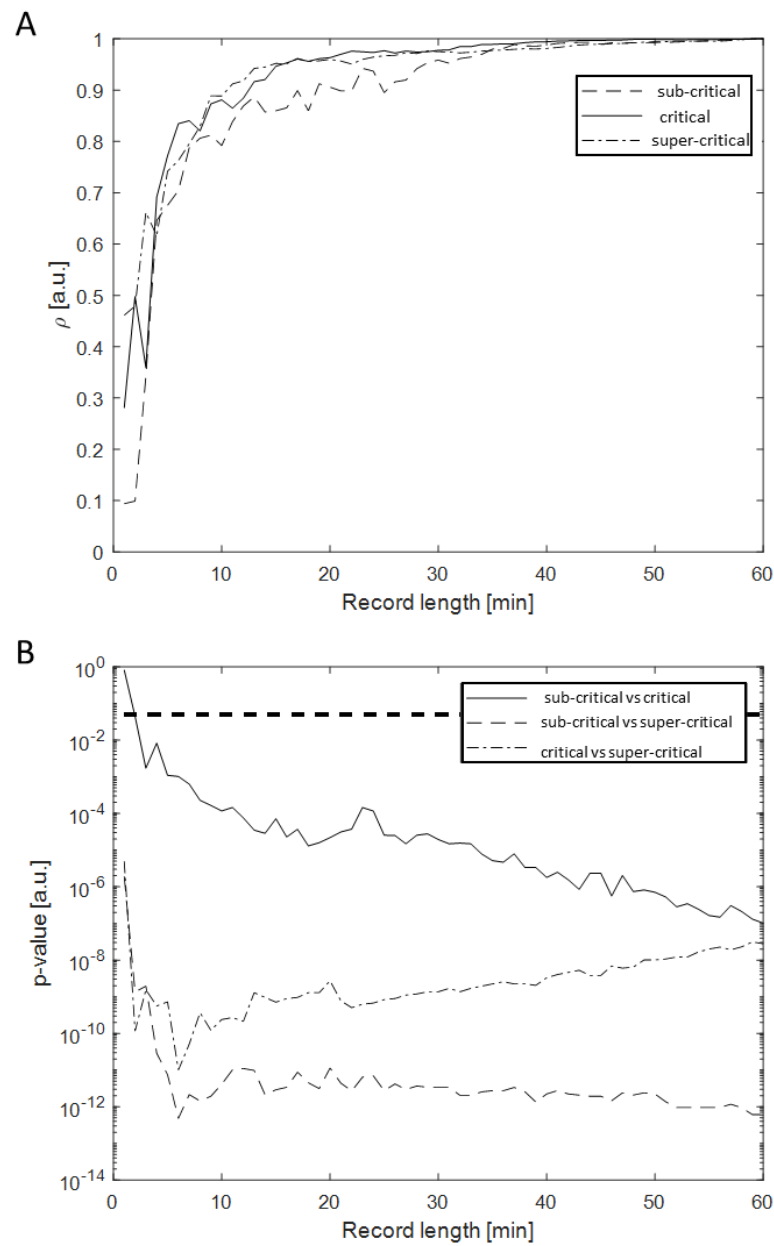 A
1
0.9
0.8
0.7
0.6
0.5
0.4
0.3
0.2
0.1
0
ρ [a.u.]
sub-critical
critical
super-critical
0 10 20 30 40 50 60
Record length [min]
B
10^0
10^-2
10^-4
10^-6
10^-8
10^-10
10^-12
10^-14
p-value [a.u.]
sub-critical vs critical
sub-critical vs super-critical
critical vs super-critical
0 10 20 30 40 50 60
Record length [min]